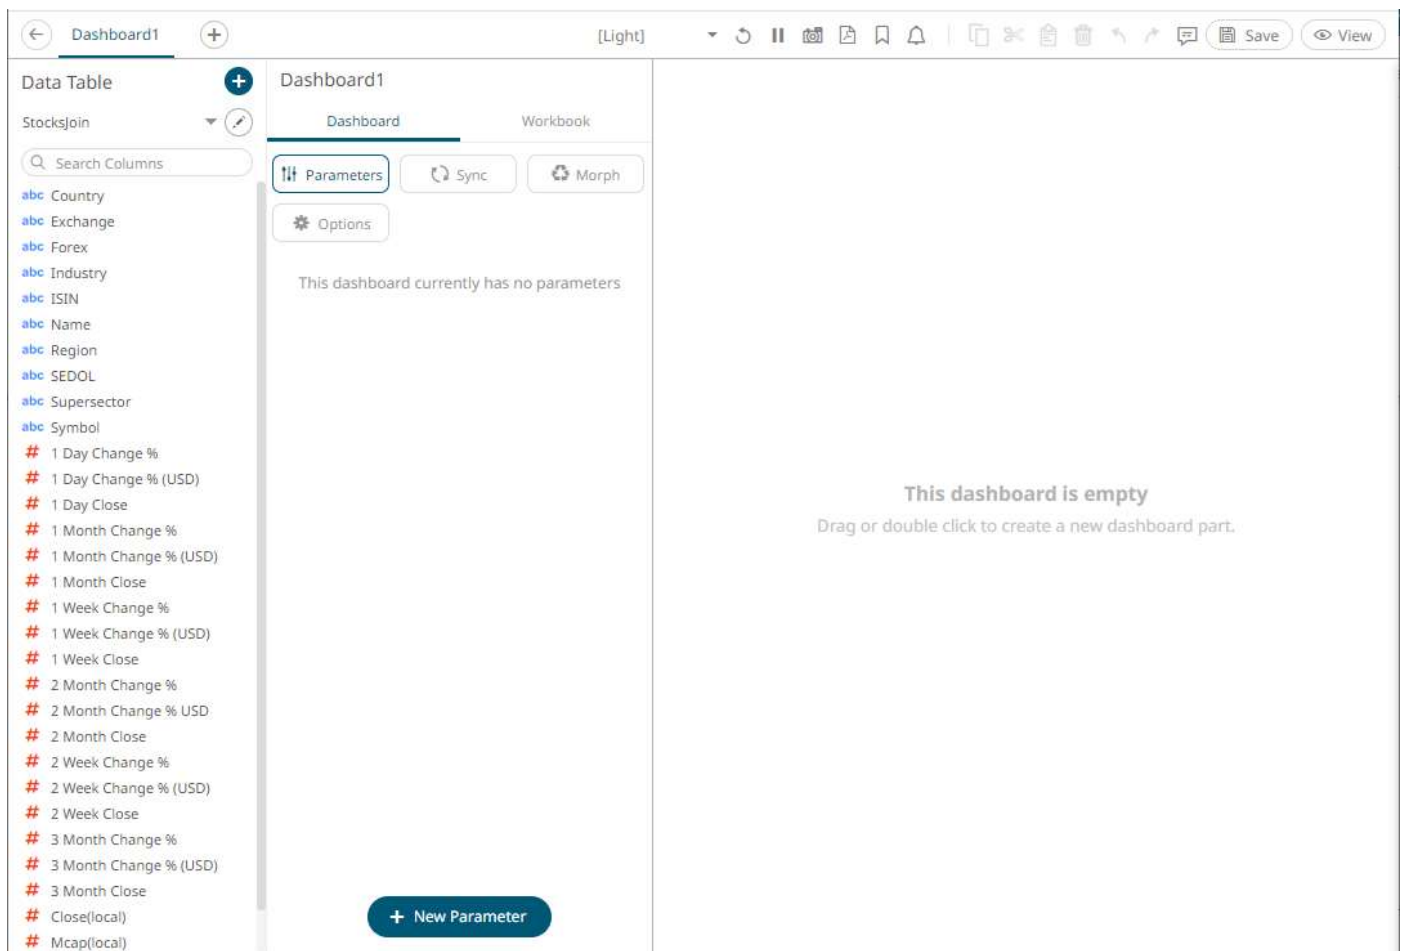 Dashboard1
[Light]
Save
View
Data Table
StocksJoin
Search Columns
abc Country
abc Exchange
abc Forex
abc Industry
abc ISIN
abc Name
abc Region
abc SEDOL
abc Supersector
abc Symbol
# 1 Day Change %
# 1 Day Change % (USD)
# 1 Day Close
# 1 Month Change %
# 1 Month Change % (USD)
# 1 Month Close
# 1 Week Change %
# 1 Week Change % (USD)
# 1 Week Close
# 2 Month Change %
# 2 Month Change % USD
# 2 Month Close
# 2 Week Change %
# 2 Week Change % (USD)
# 2 Week Close
# 3 Month Change %
# 3 Month Change % (USD)
# 3 Month Close
# Close(local)
# Mcap(local)
Dashboard1
Dashboard
Workbook
Parameters
Sync
Morph
Options
This dashboard currently has no parameters
+ New Parameter
This dashboard is empty
Drag or double click to create a new dashboard part.